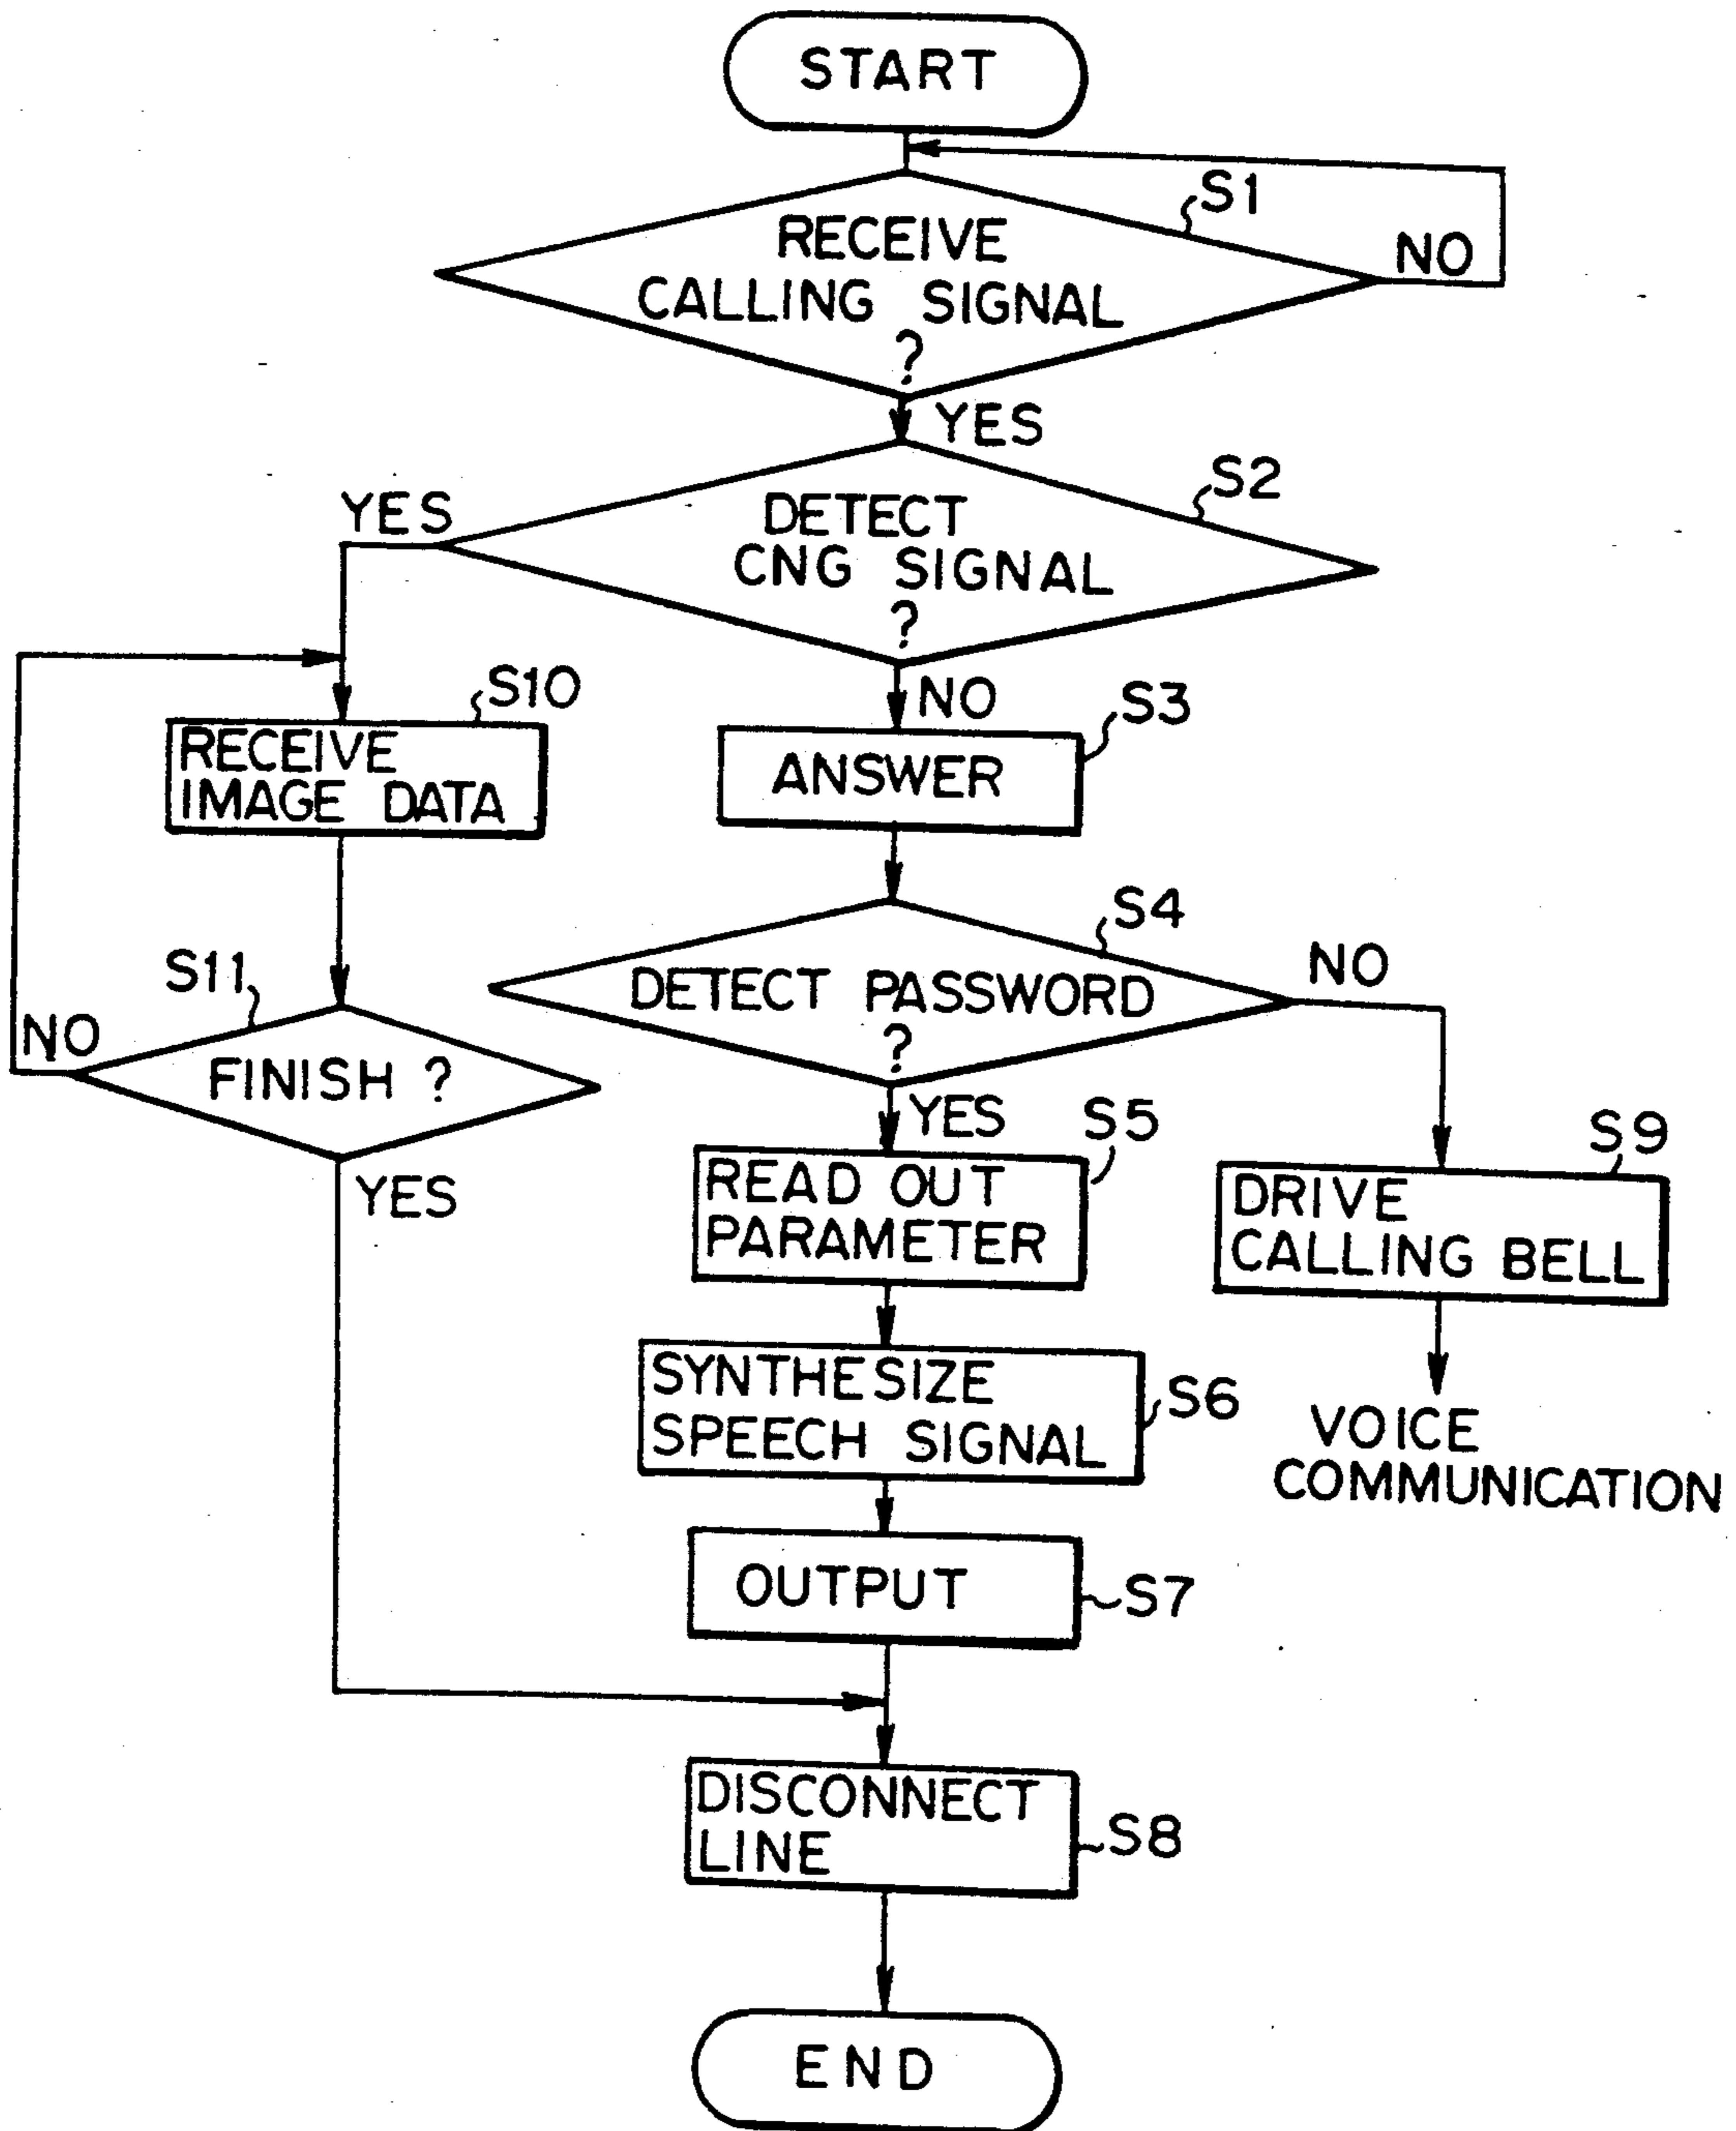 START
S1
RECEIVE
CALLING SIGNAL
?
NO
YES
S2
DETECT
CNG SIGNAL
?
YES
NO
S10
RECEIVE
IMAGE DATA
S3
ANSWER
S4
DETECT PASSWORD
?
NO
S11
FINISH ?
NO
YES
YES
S5
READ OUT
PARAMETER
S9
DRIVE
CALLING BELL
S6
SYNTHESIZE
SPEECH SIGNAL
VOICE
COMMUNICATION
OUTPUT
S7
DISCONNECT
LINE
S8
END